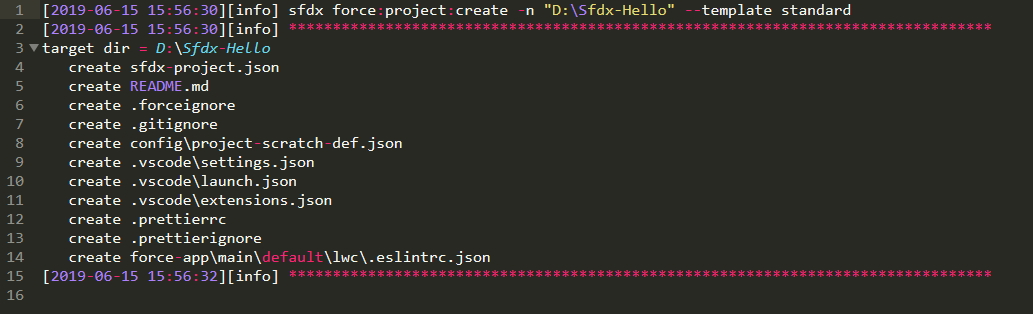 1 [2019-06-15 15:56:30][info] sfdx force:project:create -n "D:\Sfdx-Hello" --template standard
2 [2019-06-15 15:56:30][info] ********************************************************************************
3 target dir = D:\Sfdx-Hello
4 create sfdx-project.json
5 create README.md
6 create .forceignore
7 create .gitignore
8 create config\project-scratch-def.json
9 create .vscode\settings.json
10 create .vscode\launch.json
11 create .vscode\extensions.json
12 create .prettierrc
13 create .prettierignore
14 create force-app\main\default\lwc\.eslintrc.json
15 [2019-06-15 15:56:32][info] ********************************************************************************
16